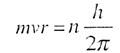 mvr = n h/2π